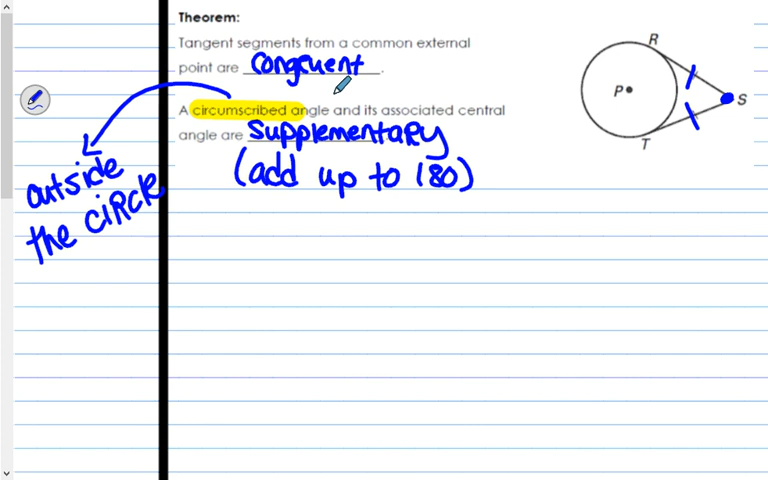 Theorem:
Tangent segments from a common external
point are congruent.
A circumscribed angle and its associated central
angle are supplementary
(add up to 180)
outside
the circle
R
P
S
T